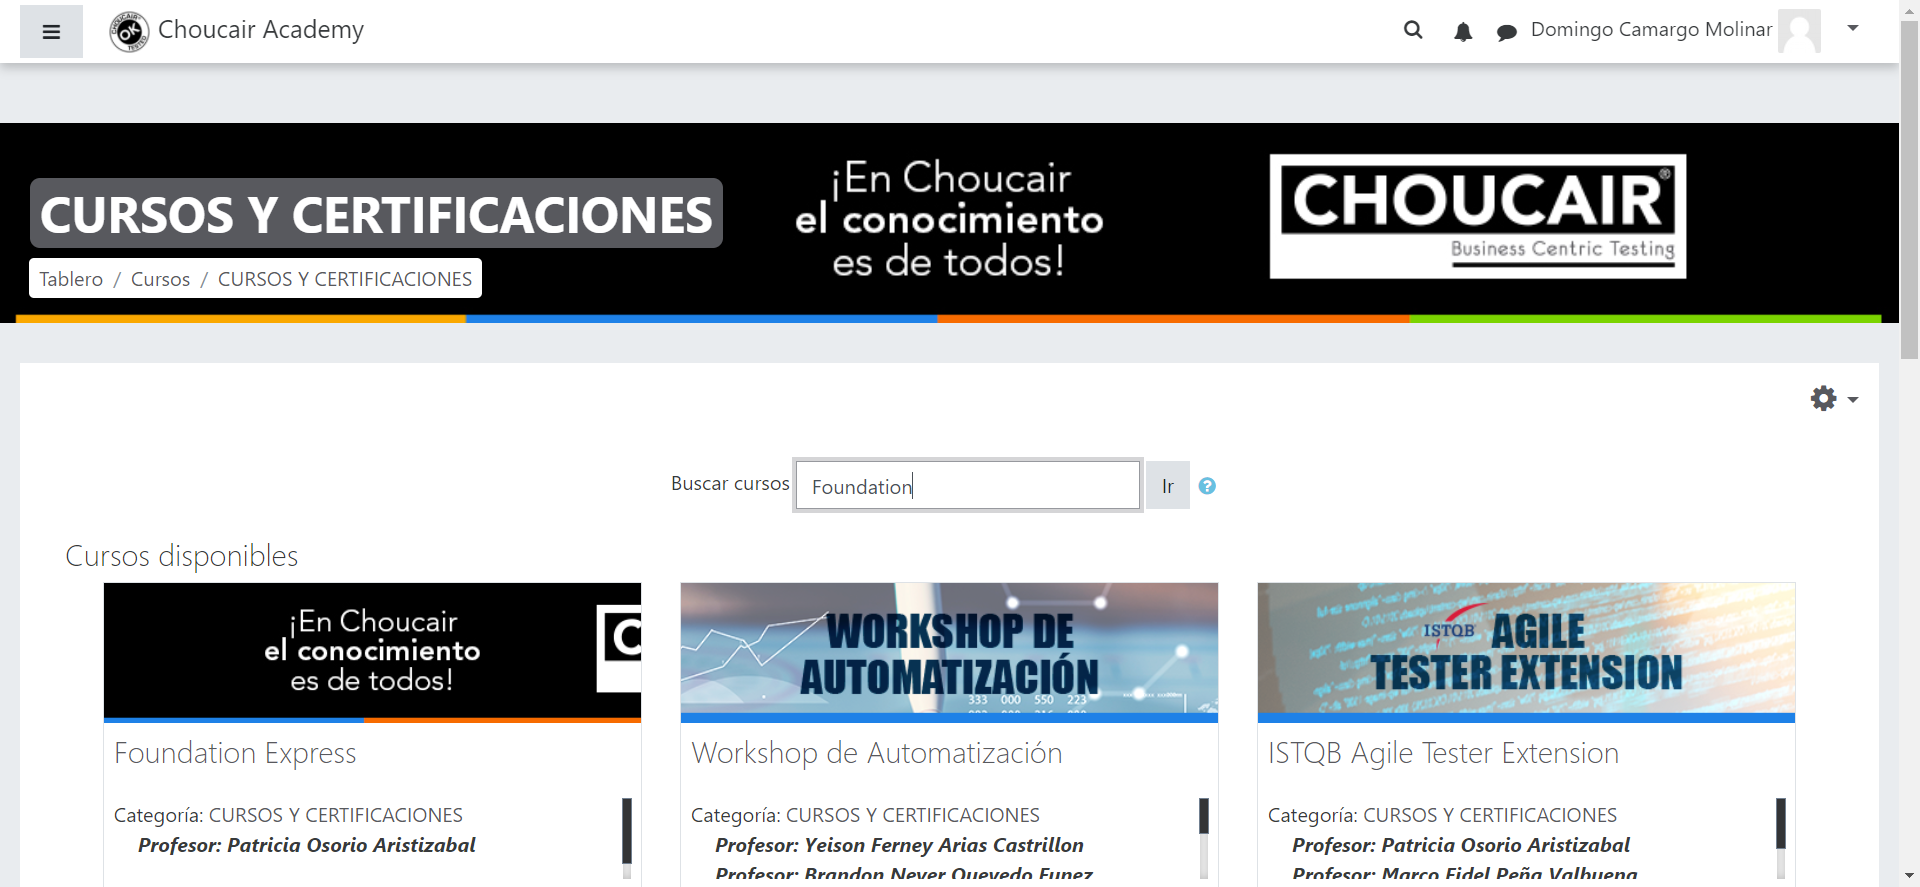 Choucair Academy
Domingo Camargo Molinar
CURSOS Y CERTIFICACIONES
Tablero / Cursos / CURSOS Y CERTIFICACIONES
¡En Choucair
el conocimiento
es de todos!
CHOUCAIR®
Business Centric Testing
Buscar cursos Foundation Ir
Cursos disponibles
¡En Choucair
el conocimiento
es de todos!
C
Foundation Express
Categoría: CURSOS Y CERTIFICACIONES
Profesor: Patricia Osorio Aristizabal
WORKSHOP DE
AUTOMATIZACIÓN
333 000 550 223
Workshop de Automatización
Categoría: CURSOS Y CERTIFICACIONES
Profesor: Yeison Ferney Arias Castrillon
Profesor: Brandon Never Quevedo Funez
ISTQB AGILE
TESTER EXTENSION
ISTQB Agile Tester Extension
Categoría: CURSOS Y CERTIFICACIONES
Profesor: Patricia Osorio Aristizabal
Profesor: Marco Fidel Peña Valbuena